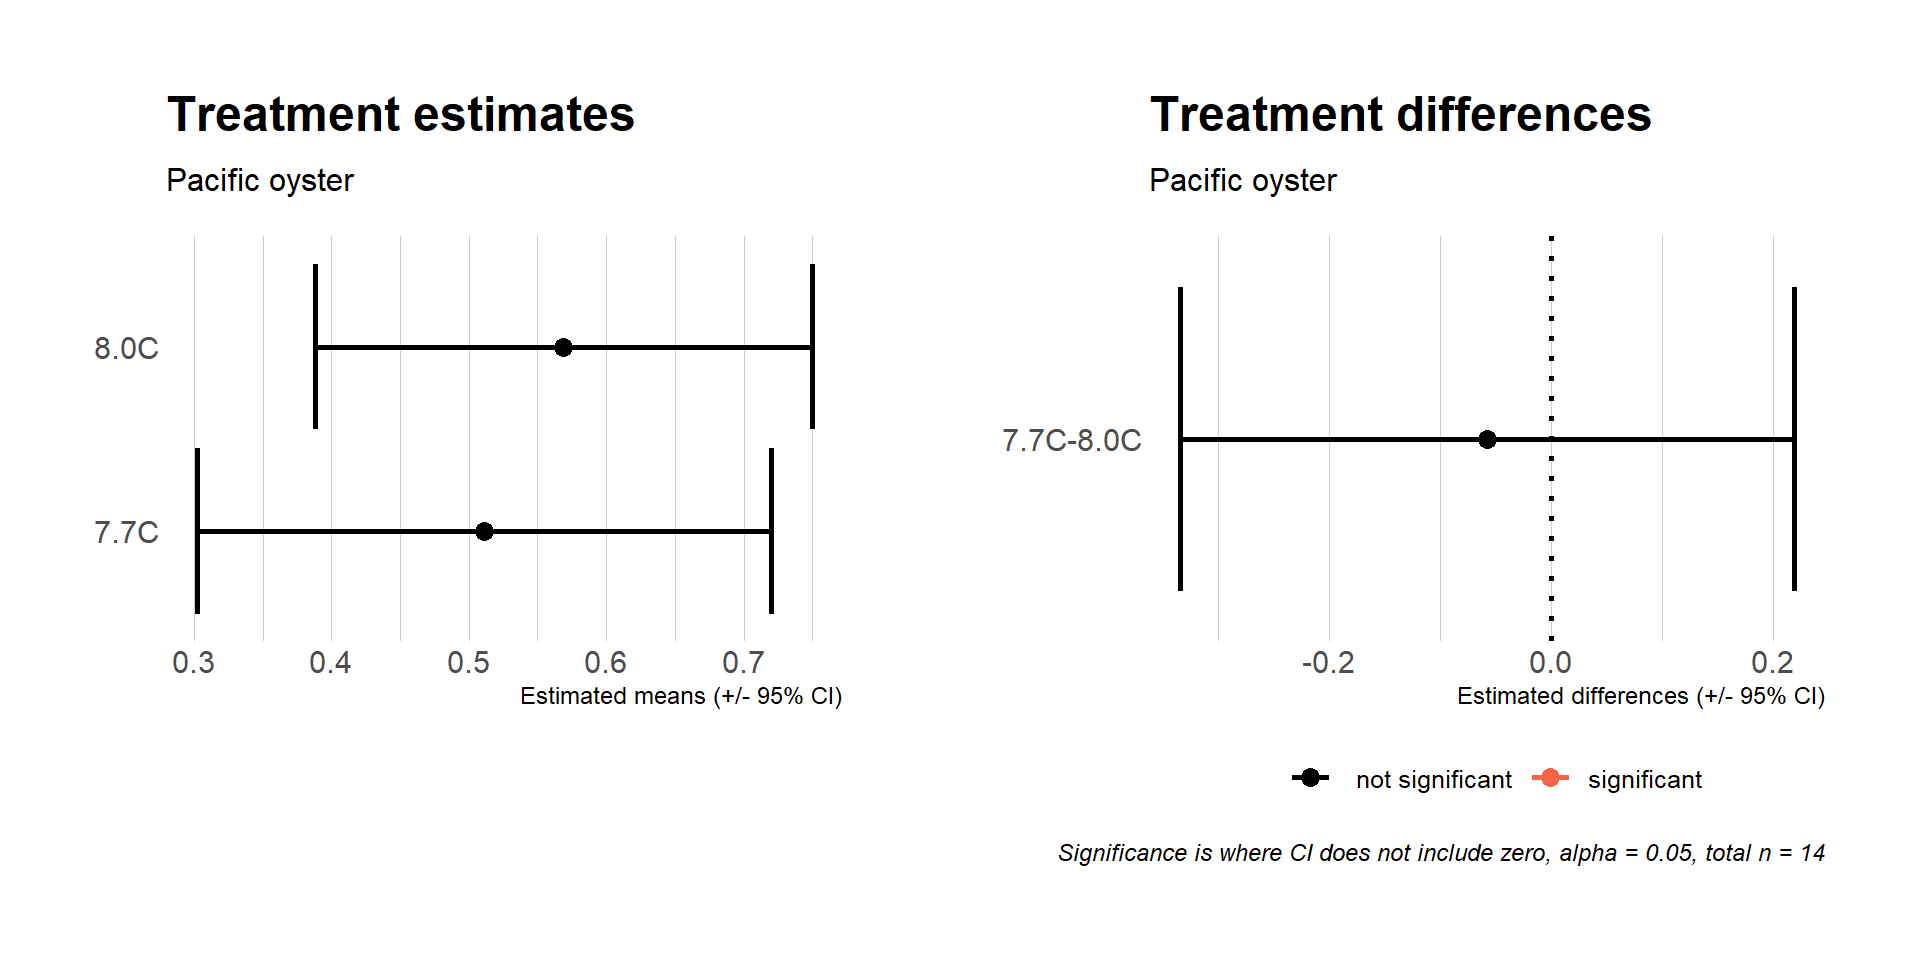 Treatment estimates
Pacific oyster
8.0C
7.7C
0.3 0.4 0.5 0.6 0.7
Estimated means (+/- 95% CI)
Treatment differences
Pacific oyster
7.7C-8.0C
-0.2 0.0 0.2
Estimated differences (+/- 95% CI)
not significant significant
Significance is where CI does not include zero, alpha = 0.05, total n = 14